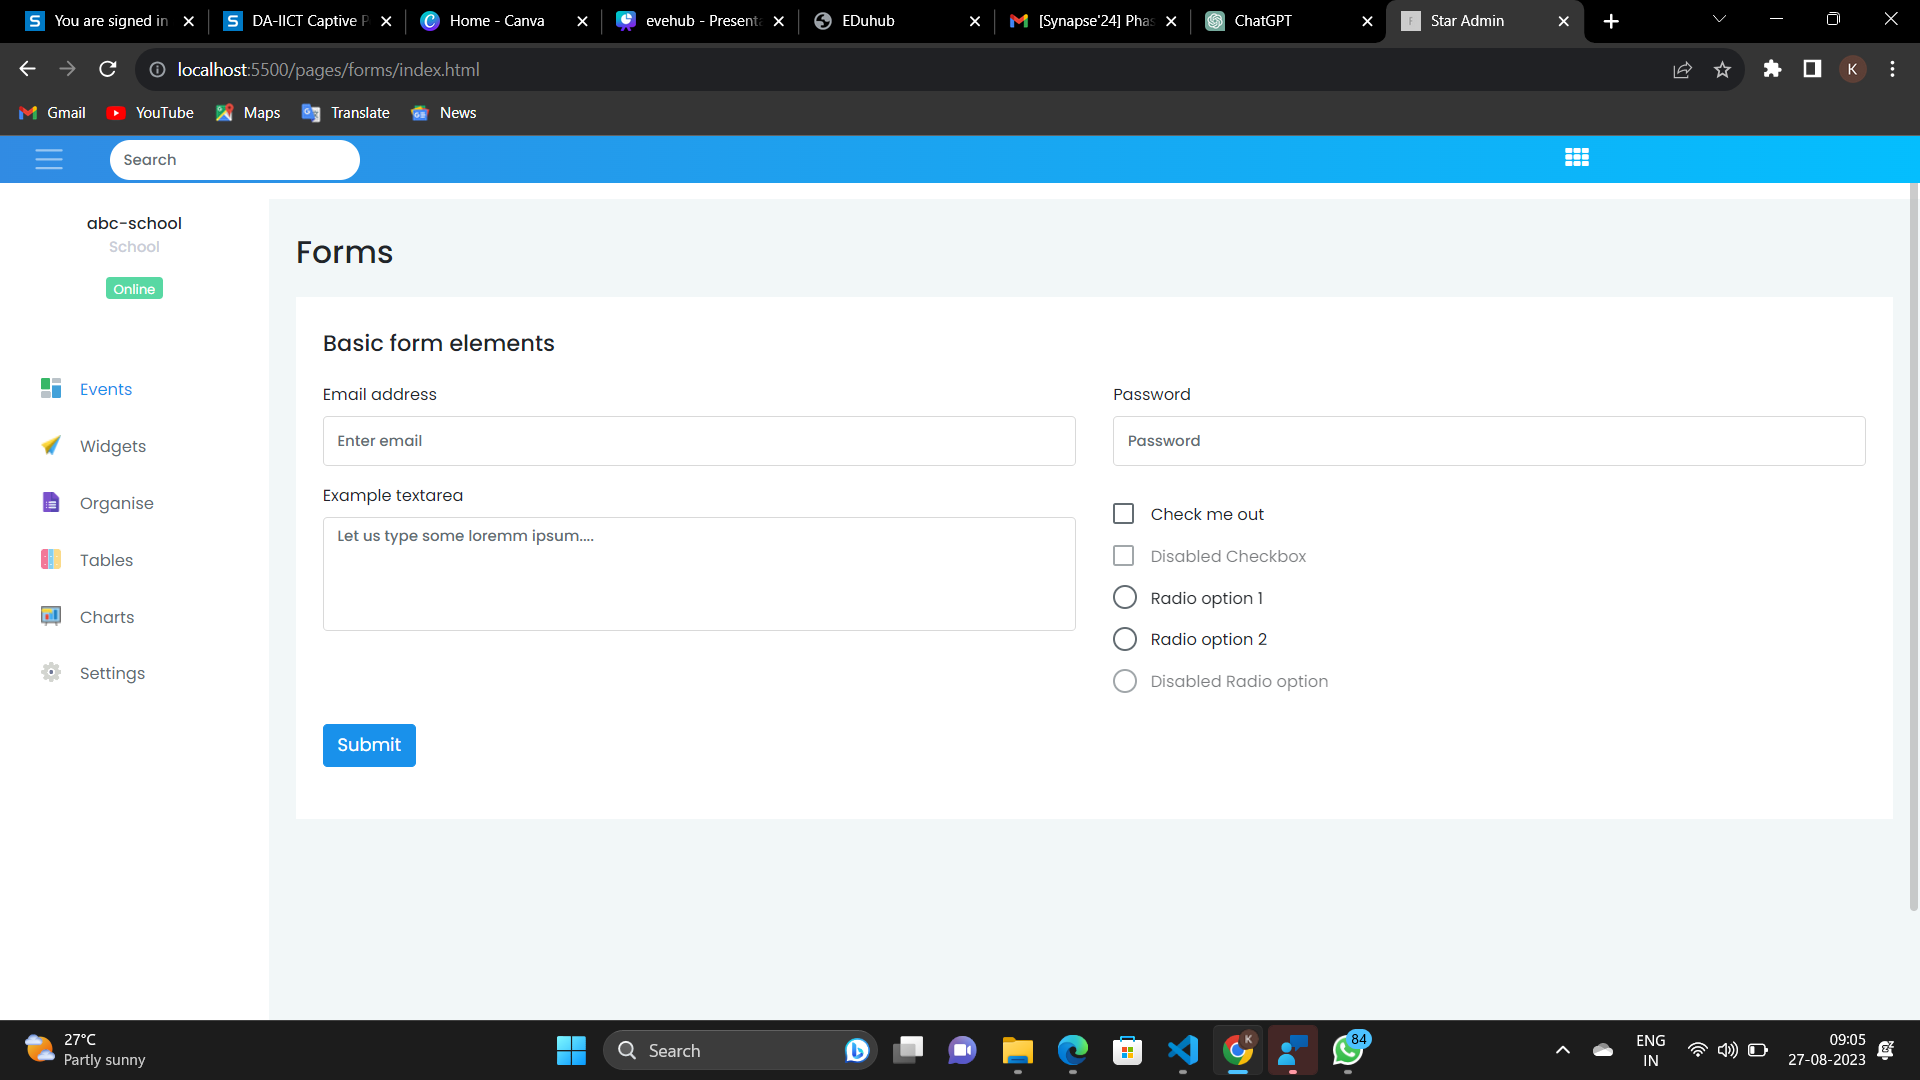 You are signed in
DA-IICT Captive P
Home - Canva
evehub - Presenta
EDuhub
[Synapse'24] Phas
ChatGPT
Star Admin
localhost:5500/pages/forms/index.html
K
Gmail
YouTube
Maps
Translate
News
Search
abc-school
School
Online
Events
Widgets
Organise
Tables
Charts
Settings
Forms
Basic form elements
Email address
Password
Enter email
Password
Example textarea
Let us type some loremm ipsum....
Check me out
Disabled Checkbox
Radio option 1
Radio option 2
Disabled Radio option
Submit
27°C
Partly sunny
Search
K
84
ENG
IN
09:05
27-08-2023